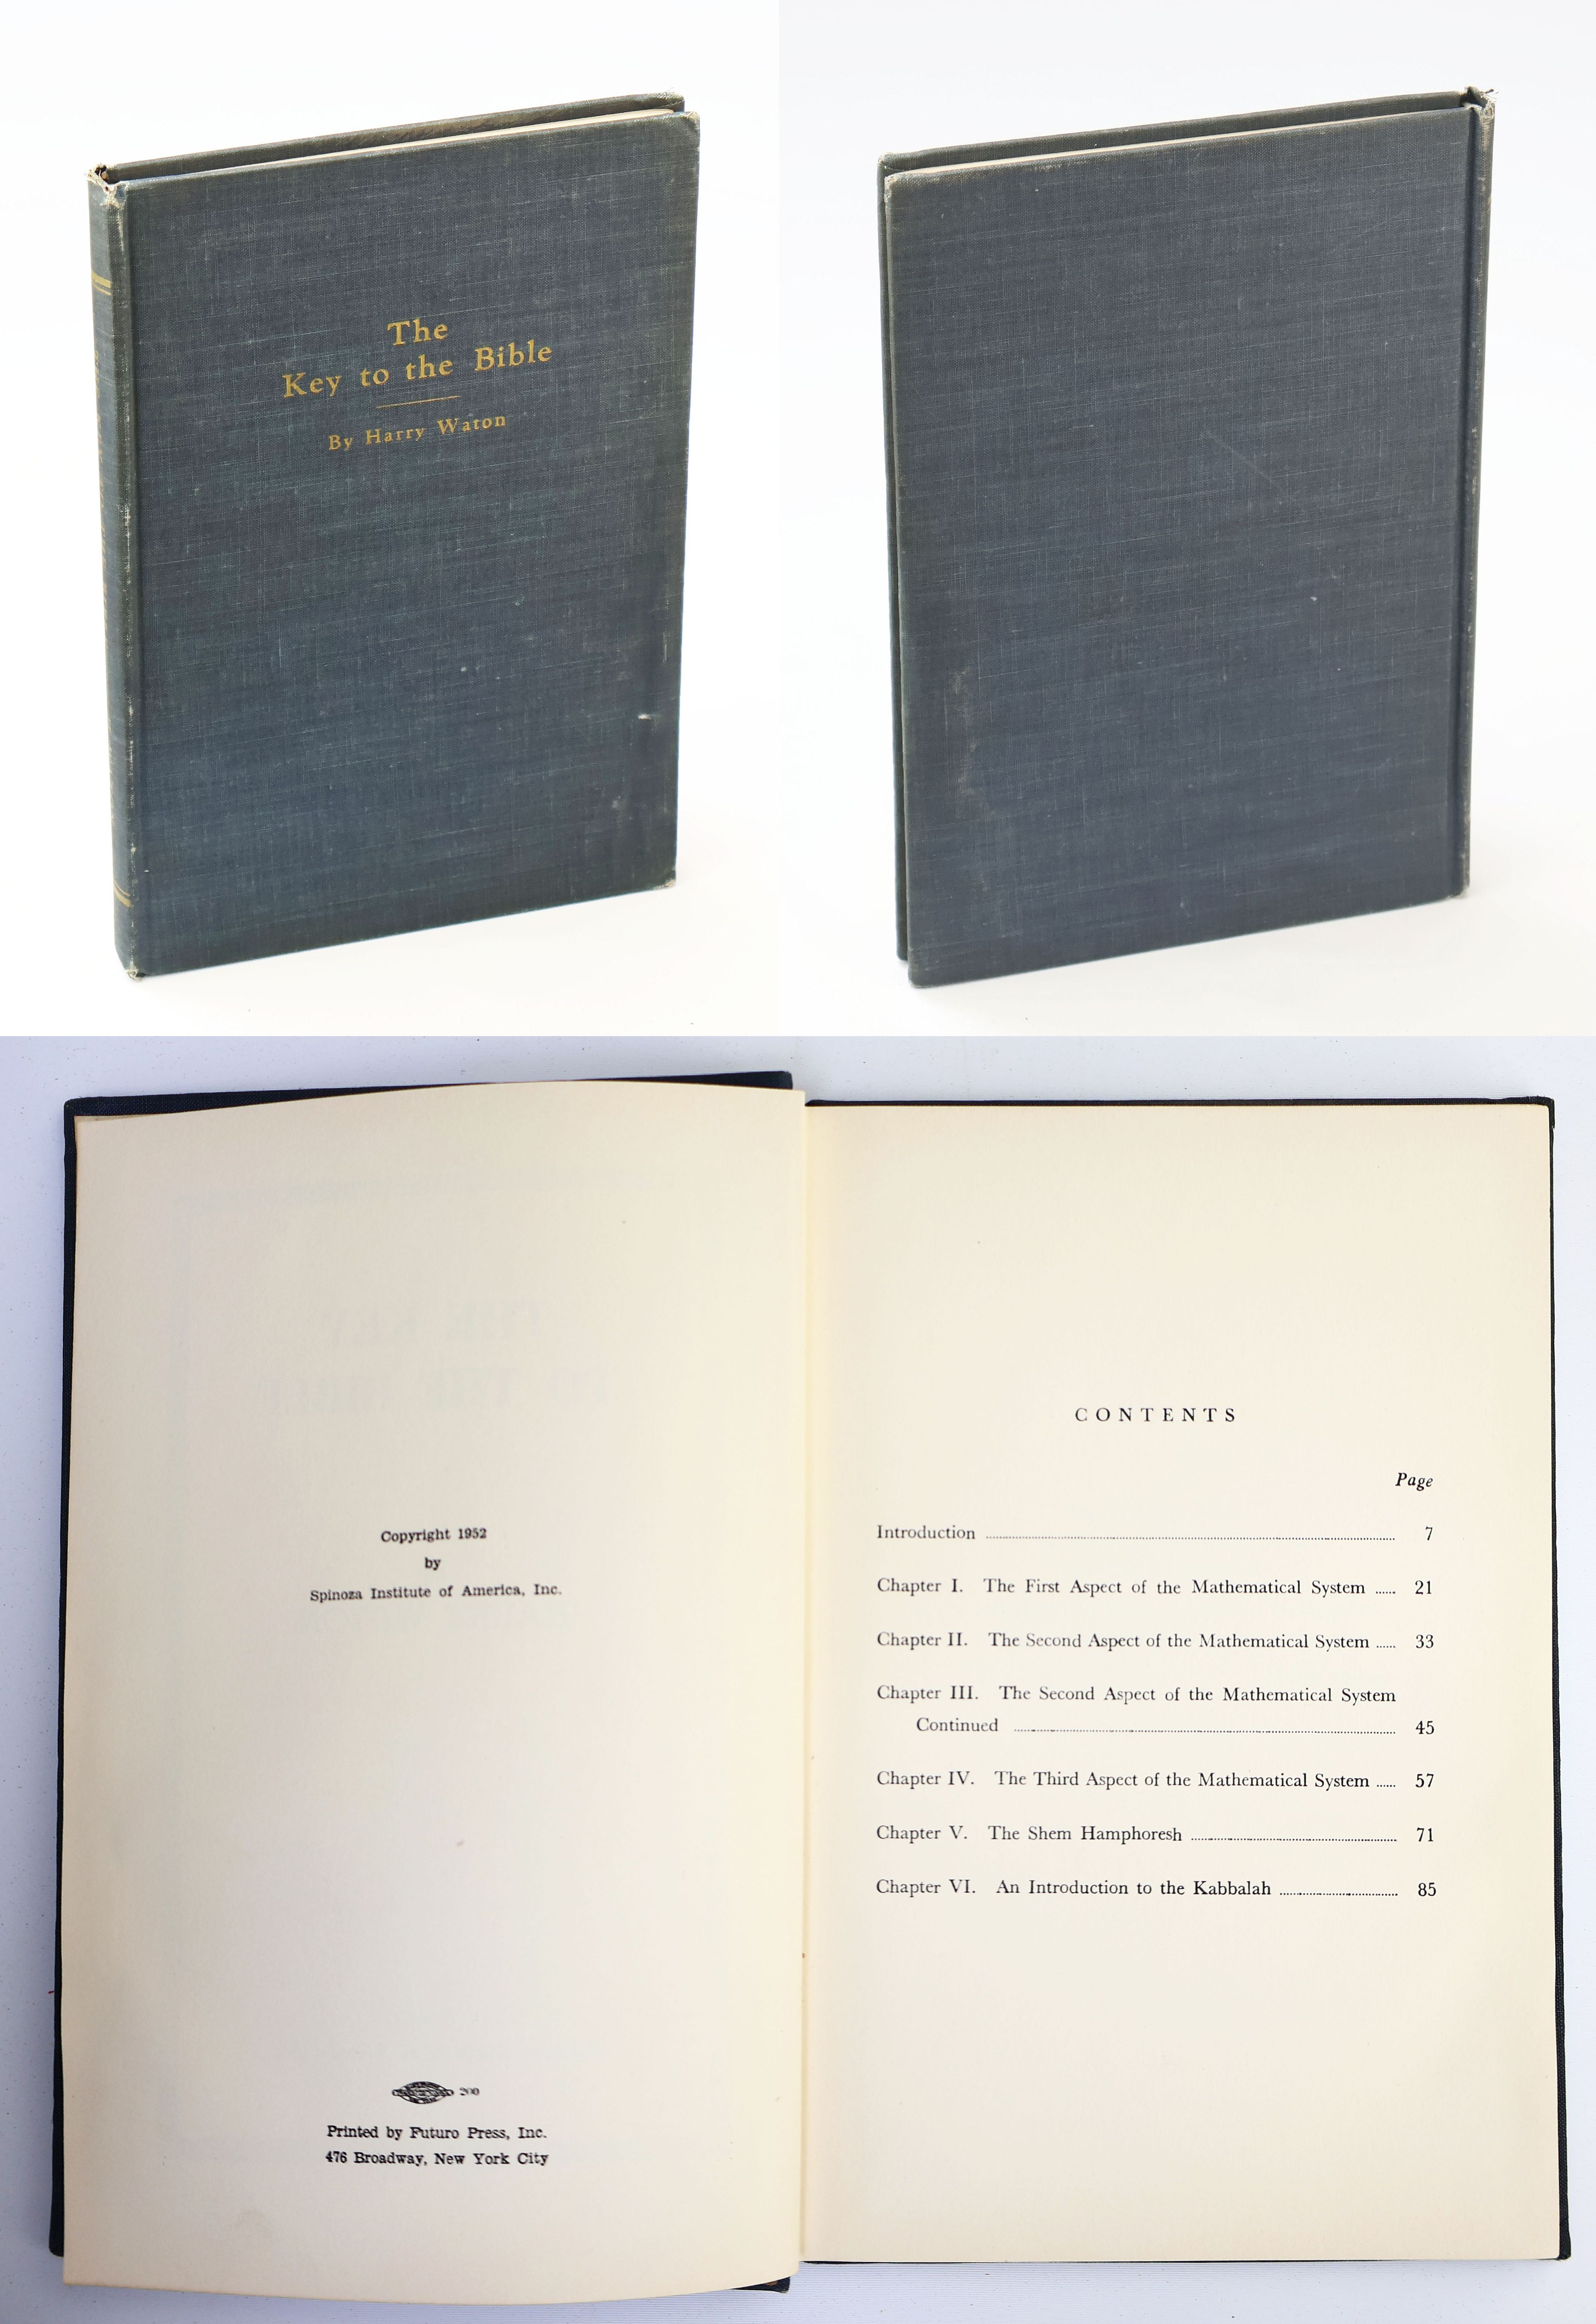 The
Key to the Bible
By Harry Waton
Copyright 1952
by
Spinoza Institute of America, Inc.
200
Printed by Futuro Press, Inc.
476 Broadway, New York City
CONTENTS
Page
Introduction ........ 7
Chapter I. The First Aspect of the Mathematical System ...... 21
Chapter II. The Second Aspect of the Mathematical System ...... 33
Chapter III. The Second Aspect of the Mathematical System
Continued ........ 45
Chapter IV. The Third Aspect of the Mathematical System ...... 57
Chapter V. The Shem Hamphoresh ........ 71
Chapter VI. An Introduction to the Kabbalah ........ 85